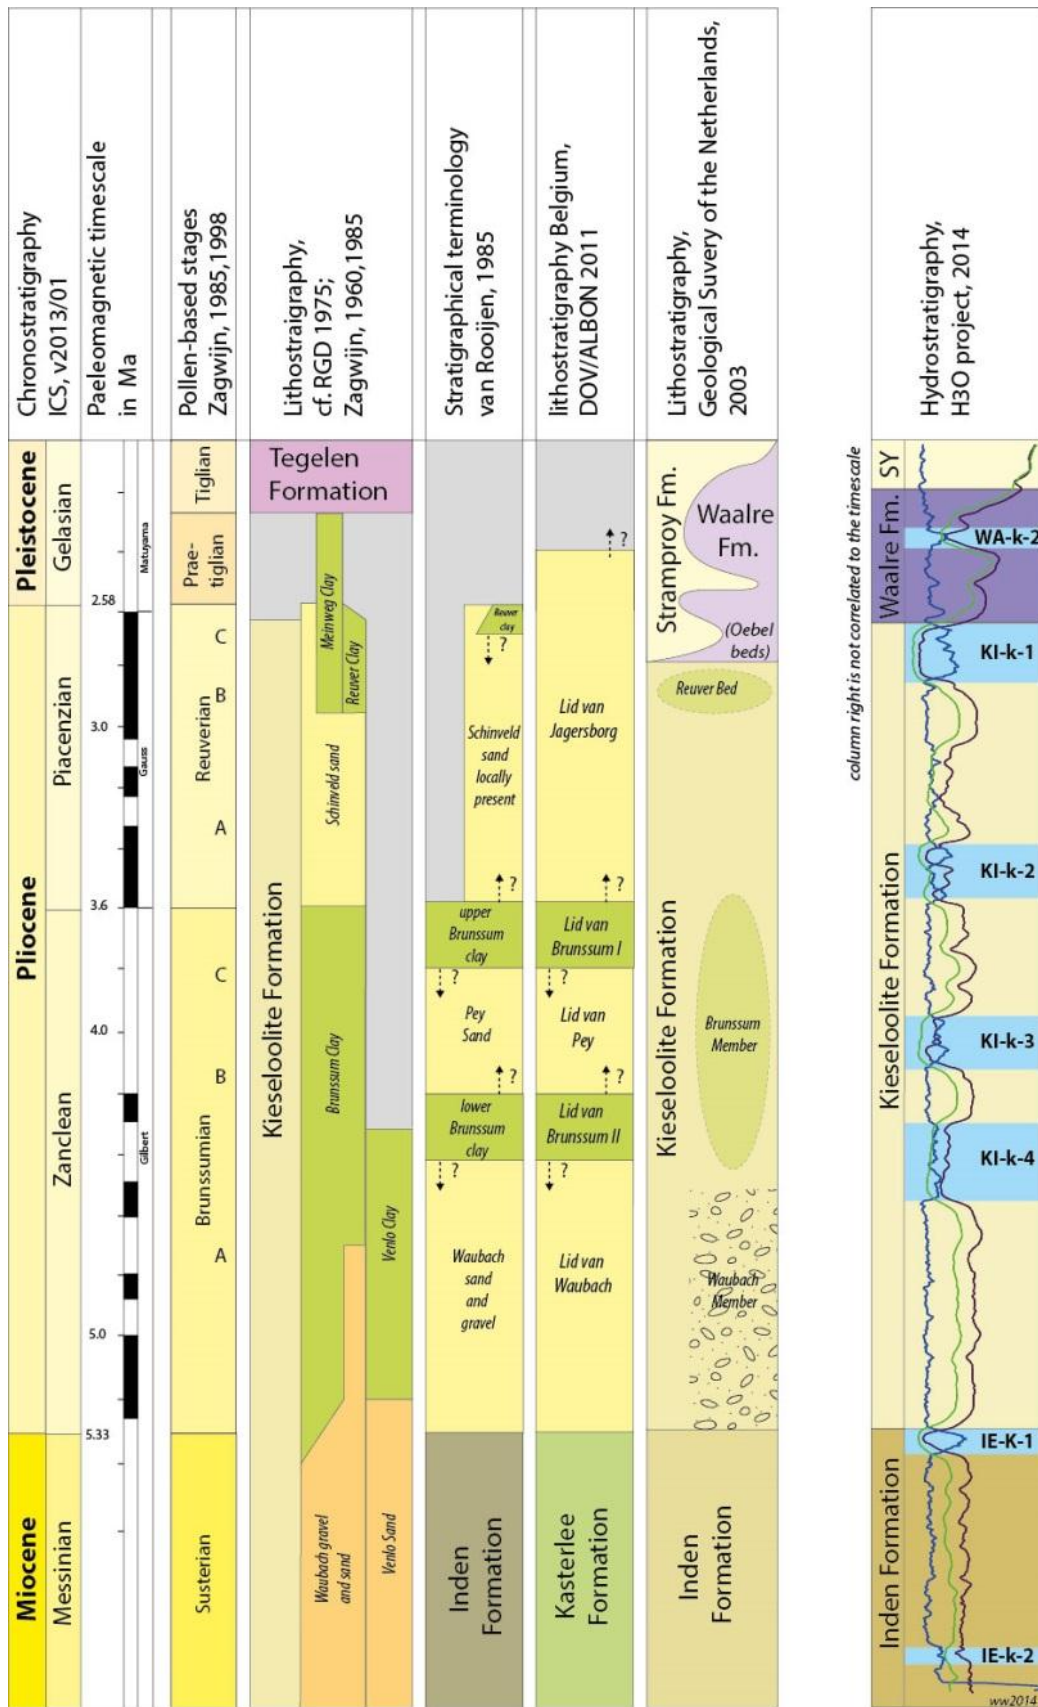 Chronostratigraphy
ICS, v2013/01
Paeleomagnetic timescale
in Ma
Pollen-based stages
Zagwijn, 1985,1998
Lithostraigraphy,
cf. RGD 1975;
Zagwijn, 1960,1985
Stratigraphical terminology
van Rooijen, 1985
lithostratigraphy Belgium,
DOV/ALBON 2011
Lithostratigraphy,
Geological Suvery of the Netherlands,
2003
Hydrostratigraphy,
H3O project, 2014
column right is not correlated to the timescale
Pleistocene
Pliocene
Miocene
Gelasian
Piacenzian
Zanclean
Messinian
2.58
3.0
3.6
4.0
5.0
5.33
Matuyama
Gauss
Gilbert
Tiglian
Prae-
tiglian
Reuverian
C
B
A
Brunssumian
C
B
A
Susterian
Tegelen
Formation
Kieseloolite Formation
Meinweg Clay
Reuver Clay
Schinveld sand
Brunssum Clay
Venlo Clay
Waubach gravel
and sand
Venlo Sand
Reuver
clay
?
Schinveld
sand
locally
present
?
upper
Brunssum
clay
?
Pey
Sand
?
lower
Brunssum
clay
?
Waubach
sand
and
gravel
Inden
Formation
?
Lid van
Jagersborg
?
Lid van
Brunssum I
?
Lid van
Pey
?
Lid van
Brunssum II
?
Lid van
Waubach
Kasterlee
Formation
Stramproy Fm.
Waalre
Fm.
(Oebel
beds)
Reuver Bed
Kieseloolite Formation
Brunssum
Member
Waubach
Member
Inden
Formation
SY
Waalre Fm.
Kieseloolite Formation
Inden Formation
WA-k-2
KI-k-1
KI-k-2
KI-k-3
KI-k-4
IE-K-1
IE-k-2
ww2014